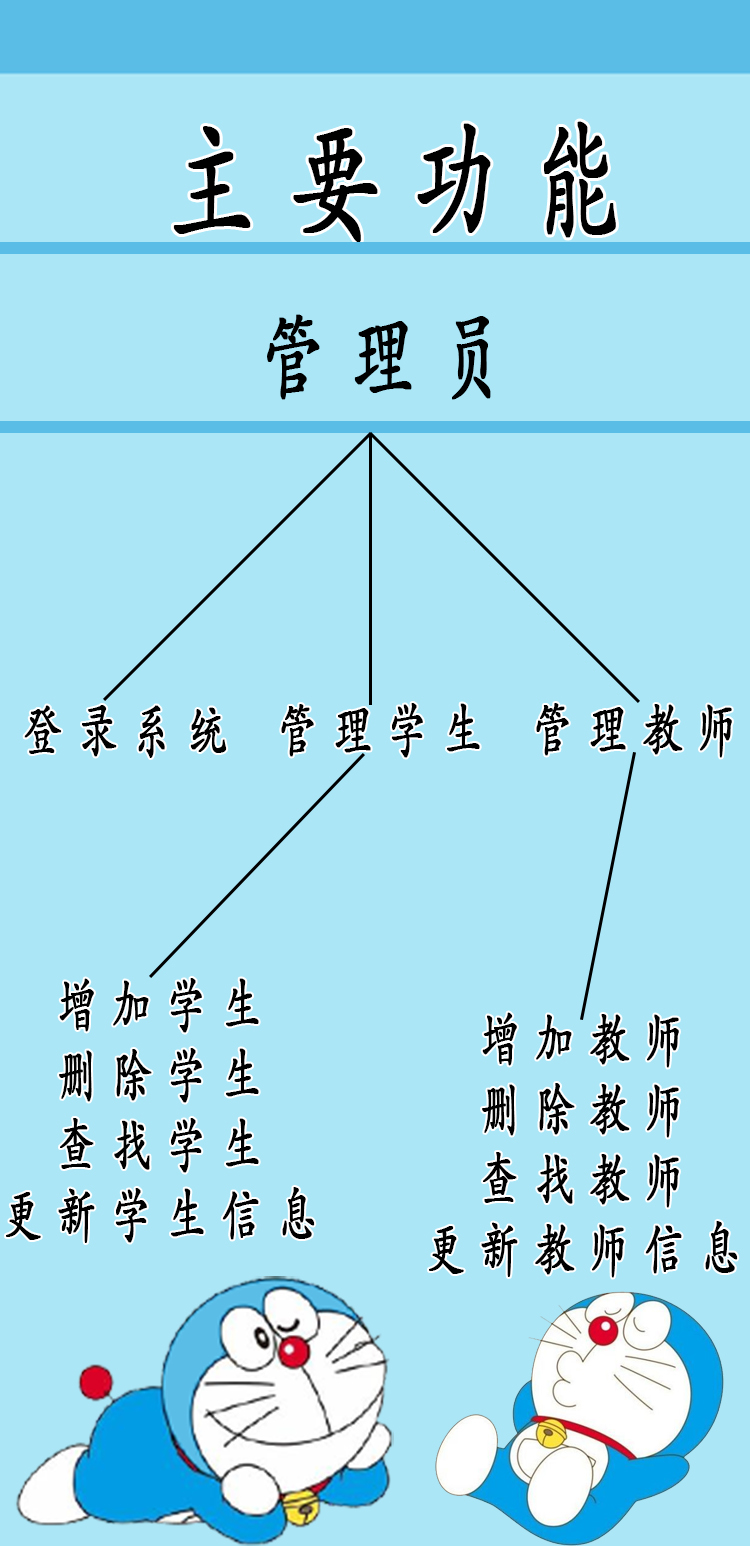 主要功能
管理员
登录系统 管理学生 管理教师
增加学生
删除学生
查找学生
更新学生信息
增加教师
删除教师
查找教师
更新教师信息